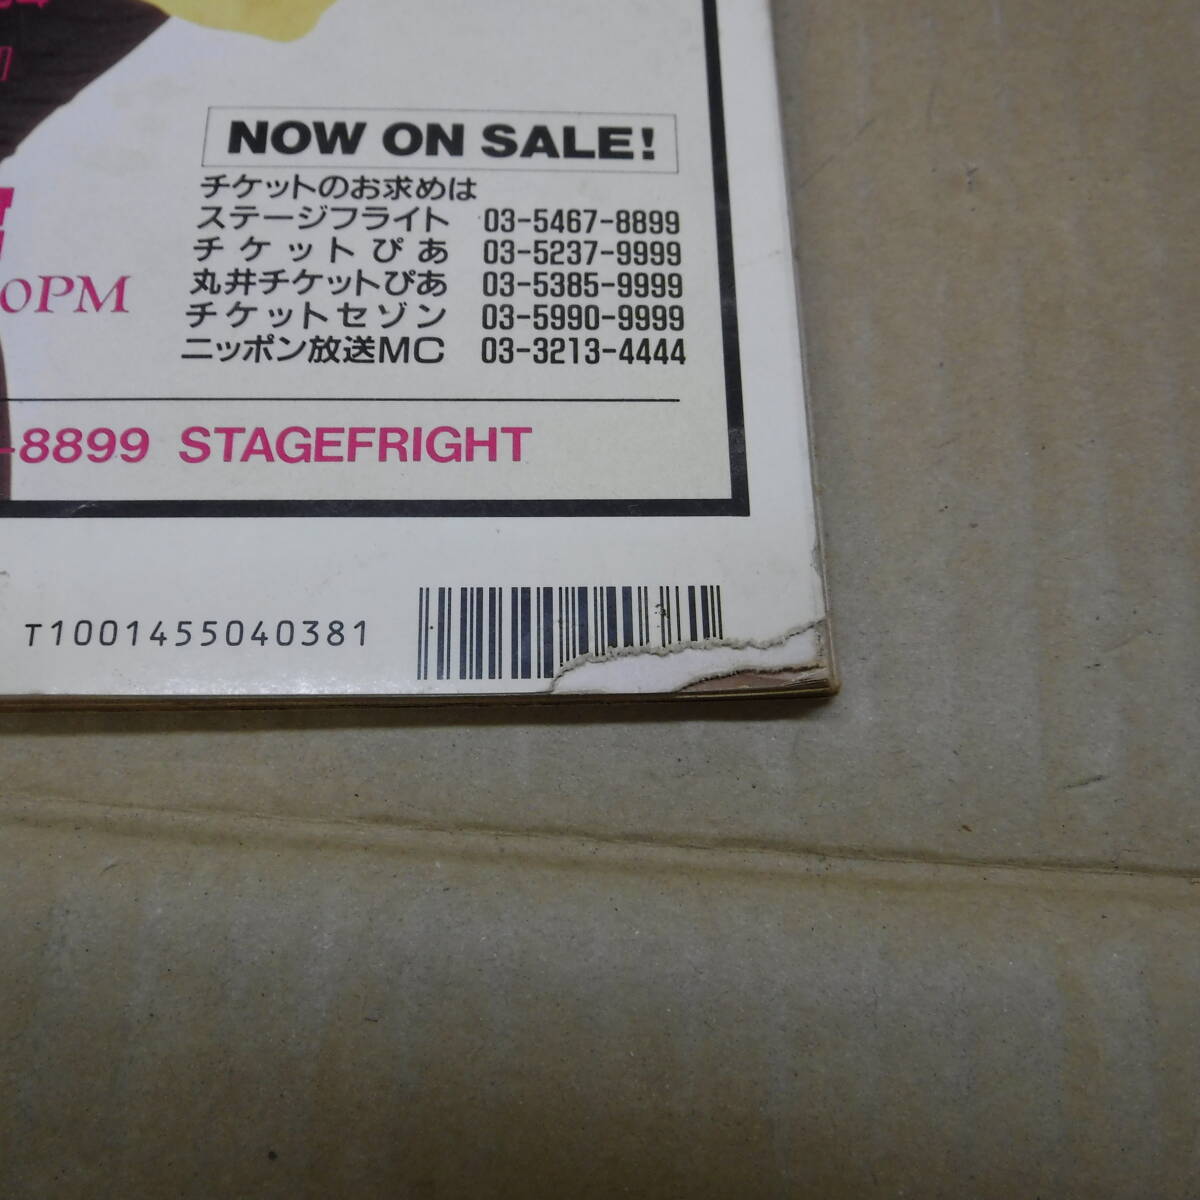 NOW ON SALE!
チケットのお求めは
ステージフライト 03-5467-8899
チケットぴあ 03-5237-9999
丸井チケットぴあ 03-5385-9999
チケットセゾン 03-5990-9999
ニッポン放送MC 03-3213-4444
0PM
-8899 STAGEFRIGHT
T1001455040381